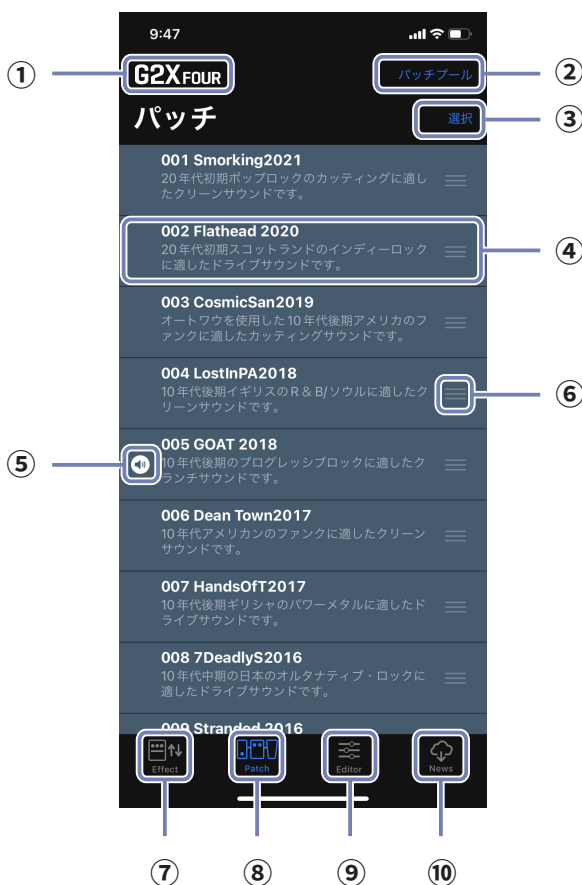 9:47
①
G2X FOUR
パッチプール
②
パッチ
選択
③
001 Smorking2021
20年代初期ポップロックのカッティングに適し
たクリーンサウンドです。
002 Flathead 2020
20年代初期スコットランドのインディーロック
に適したドライブサウンドです。
④
003 CosmicSan2019
オートワウを使用した10年代後期アメリカのフ
ァンクに適したカッティングサウンドです。
004 LostInPA2018
10年代後期イギリスのR & B/ソウルに適したク
リーンサウンドです。
⑥
⑤
005 GOAT 2018
10年代後期のプログレッシブロックに適したク
ランチサウンドです。
006 Dean Town2017
10年代アメリカンのファンクに適したクリーン
サウンドです。
007 HandsOfT2017
10年代後期ギリシャのパワーメタルに適したド
ライブサウンドです。
008 7DeadlyS2016
10年代中期の日本のオルタナティブ・ロックに
適したドライブサウンドです。
009 Stranded 2016
Effect
Patch
Editor
News
⑦
⑧
⑨
⑩